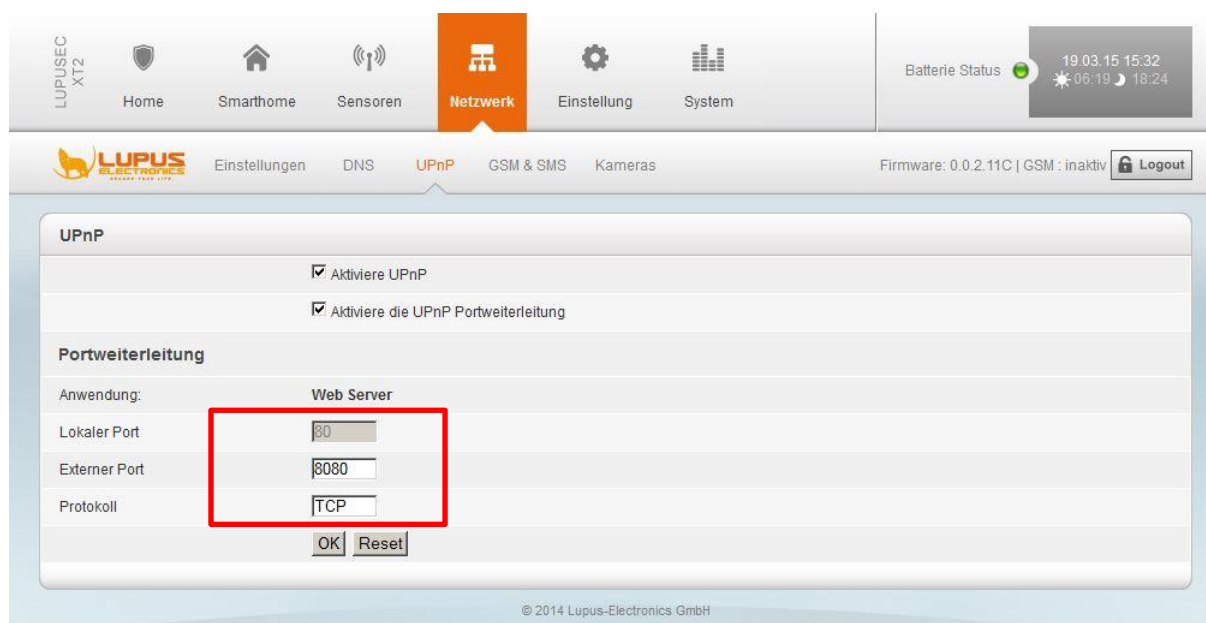 LUPUSEC
XT2
Home
Smarthome
Sensoren
Netzwerk
Einstellung
System
Batterie Status
19.03.15 15:32
06:19 18:24
LUPUS
ELECTRONICS
Einstellungen DNS UPnP GSM & SMS Kameras
Firmware: 0.0.2.11C | GSM : inaktiv
Logout
UPnP
Aktiviere UPnP
Aktiviere die UPnP Portweiterleitung
Portweiterleitung
Anwendung: Web Server
Lokaler Port 80
Externer Port 8080
Protokoll TCP
OK Reset
© 2014 Lupus-Electronics GmbH